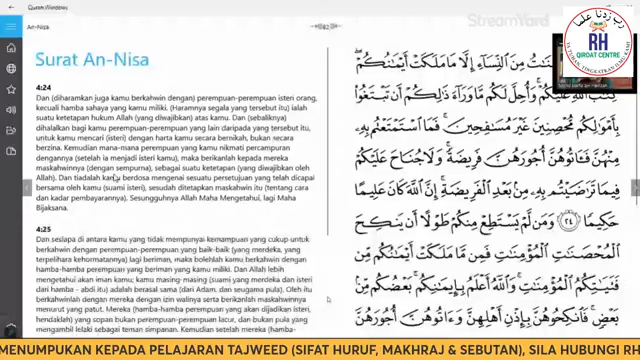 Quran Windows
An-Nisa
StreamYard
RH
QIROAT CENTRE
Surat An-Nisa
4:24
Dan (diharamkan juga kamu berkahwin dengan) perempuan-perempuan isteri orang,
kecuali hamba sahaya yang kamu miliki. (Haramnya segala yang tersebut itu) ialah
suatu ketetapan hukum Allah (yang diwajibkan) atas kamu. Dan (sebaliknya)
dihalalkan bagi kamu perempuan-perempuan yang lain daripada yang tersebut itu,
untuk kamu mencari (isteri) dengan harta kamu secara bernikah, bukan secara
berzina. Kemudian mana-mana perempuan yang kamu nikmati percampuran
dengannya (setelah ia menjadi isteri kamu), maka berikanlah kepada mereka
maskahwinnya (dengan sempurna), sebagai suatu ketetapan (yang diwajibkan oleh
Allah). Dan tiadalah kamu berdosa mengenai sesuatu persetujuan yang telah dicapai
bersama oleh kamu (suami isteri), sesudah ditetapkan maskahwin itu (tentang cara
dan kadar pembayarannya). Sesungguhnya Allah Maha Mengetahui, lagi Maha
Bijaksana.
4:25
Dan sesiapa di antara kamu yang tidak mempunyai kemampuan yang cukup untuk
berkahwin dengan perempuan-perempuan yang baik-baik (yang merdeka, yang
terpelihara kehormatannya) lagi beriman, maka bolehlah kamu berkahwin dengan
hamba-hamba perempuan yang beriman yang kamu miliki. Dan Allah lebih
mengetahui akan iman kamu; kamu masing-masing (suami yang merdeka dan isteri
dari hamba - abdi itu) adalah berasal sama (dari Adam, dan seugama pula). Oleh itu
berkahwinlah dengan mereka dengan izin walinya serta berikanlah maskahwinnya
menurut yang patut. Mereka (hamba-hamba perempuan yang akan dijadikan isteri,
hendaklah) yang sopan bukan perempuan-perempuan lacur, dan bukan pula yang
mengambil lelaki sebagai teman simpanan. Kemudian setelah mereka (hamba-
مِنَ النِّسَاءِ إِلَّا مَا مَلَكَتْ أَيْمَانُكُمْ
كِتَابَ اللَّهِ عَلَيْكُمْ وَأُحِلَّ لَكُم مَّا وَرَاءَ ذَٰلِكُمْ أَن تَبْتَغُوا
بِأَمْوَالِكُم مُّحْصِنِينَ غَيْرَ مُسَافِحِينَ فَمَا اسْتَمْتَعْتُم بِهِ
مِنْهُنَّ فَآتُوهُنَّ أُجُورَهُنَّ فَرِيضَةً وَلَا جُنَاحَ عَلَيْكُمْ
فِيمَا تَرَاضَيْتُم بِهِ مِن بَعْدِ الْفَرِيضَةِ إِنَّ اللَّهَ كَانَ عَلِيمًا
حَكِيمًا ٢٤ وَمَن لَّمْ يَسْتَطِعْ مِنكُمْ طَوْلًا أَن يَنكِحَ
الْمُحْصَنَاتِ الْمُؤْمِنَاتِ فَمِن مَّا مَلَكَتْ أَيْمَانُكُم مِّن
فَتَيَاتِكُمُ الْمُؤْمِنَاتِ وَاللَّهُ أَعْلَمُ بِإِيمَانِكُم بَعْضُكُم مِّن
بَعْضٍ فَانكِحُوهُنَّ بِإِذْنِ أَهْلِهِنَّ وَآتُوهُنَّ أُجُورَهُنَّ
MENUMPUKAN KEPADA PELAJARAN TAJWEED (SIFAT HURUF, MAKHRAJ & SEBUTAN), SILA HUBUNGI RH